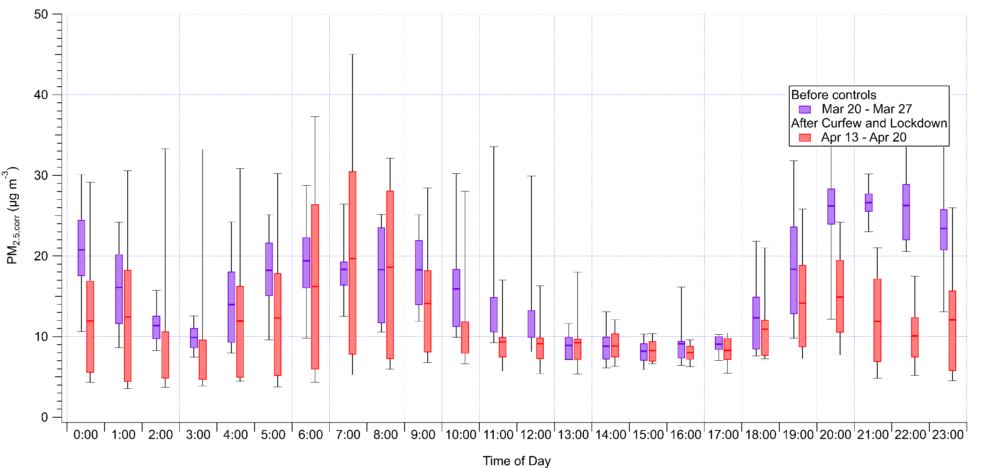 50
40
30
20
10
0
PM2.5,corr (µg m-3)
Before controls
Mar 20 - Mar 27
After Curfew and Lockdown
Apr 13 - Apr 20
0:00 1:00 2:00 3:00 4:00 5:00 6:00 7:00 8:00 9:00 10:00 11:00 12:00 13:00 14:00 15:00 16:00 17:00 18:00 19:00 20:00 21:00 22:00 23:00
Time of Day